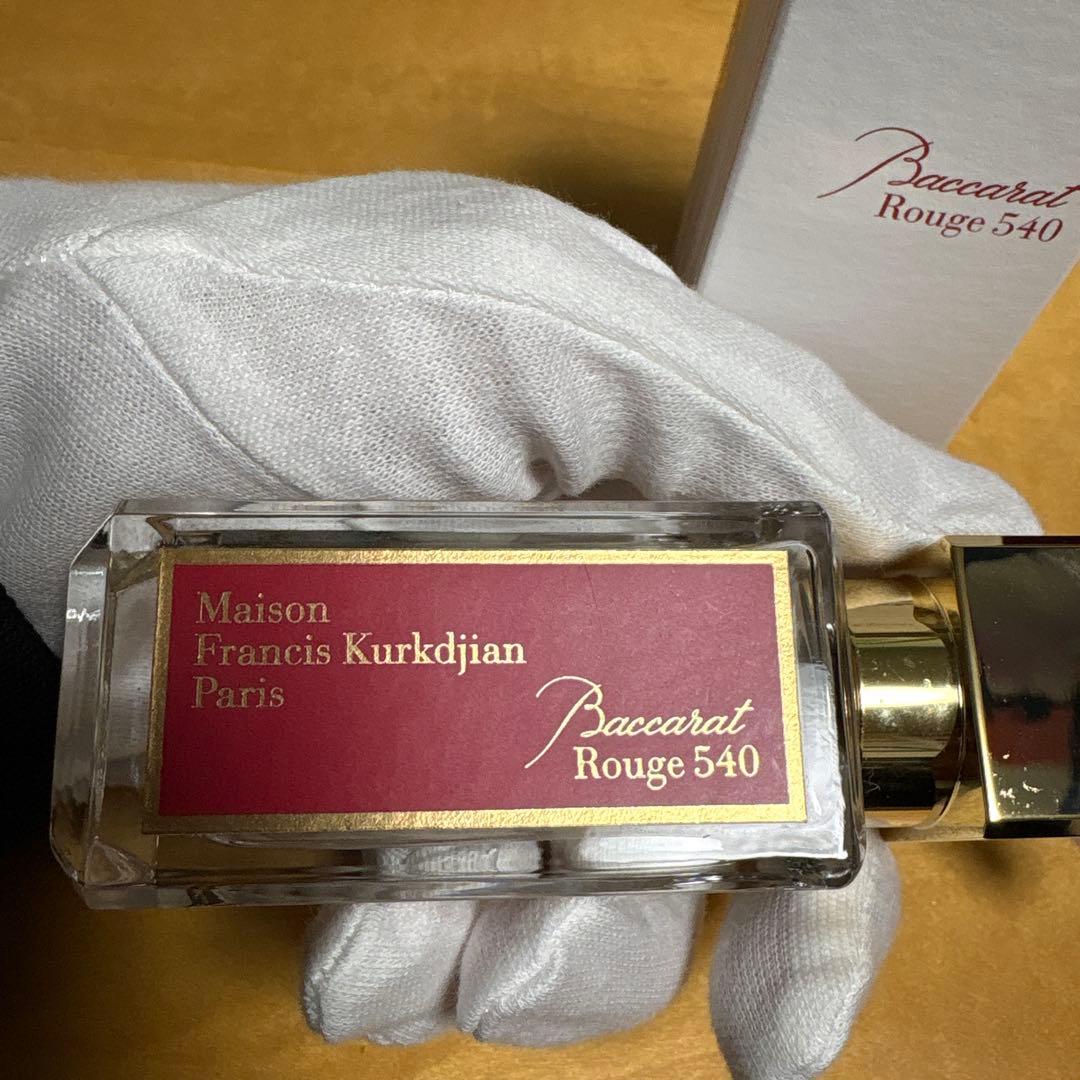 Baccarat
Rouge 540
Maison
Francis Kurkdjian
Paris
Baccarat
Rouge 540